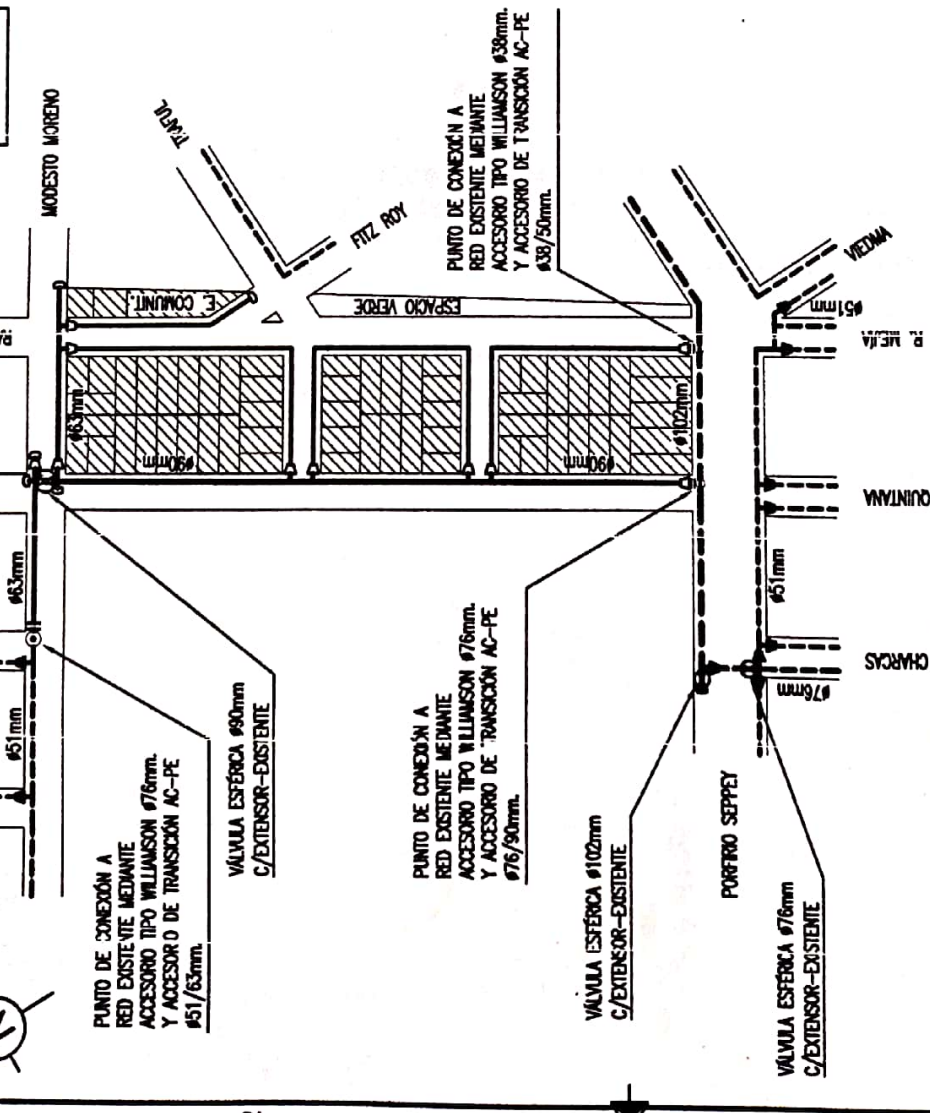 MODESTO MORENO
TRAFUL
FITZ ROY
E. COMUNIT.
ESPACIO VERDE
PUNTO DE CONEXIÓN A
RED EXISTENTE MEDIANTE
ACCESORIO TIPO WILLIAMSON ø38mm.
Y ACCESORIO DE TRANSICIÓN AC-PE
ø38/50mm.
ø63mm
ø51mm
ø63mm
ø90mm
ø90mm
ø102mm
PUNTO DE CONEXIÓN A
RED EXISTENTE MEDIANTE
ACCESORIO TIPO WILLIAMSON ø76mm.
Y ACCESORIO DE TRANSICIÓN AC-PE
ø51/63mm.
VÁLVULA ESFÉRICA ø90mm
C/EXTENSOR-EXISTENTE
PUNTO DE CONEXIÓN A
RED EXISTENTE MEDIANTE
ACCESORIO TIPO WILLIAMSON ø76mm.
Y ACCESORIO DE TRANSICIÓN AC-PE
ø76/90mm.
VÁLVULA ESFÉRICA ø102mm
C/EXTENSOR-EXISTENTE
PORFIRIO SEPPEY
VÁLVULA ESFÉRICA ø76mm
C/EXTENSOR-EXISTENTE
ø76mm
ø51mm
ø51mm
VIEDMA
R. MEJÍA
QUINTANA
CHARCAS